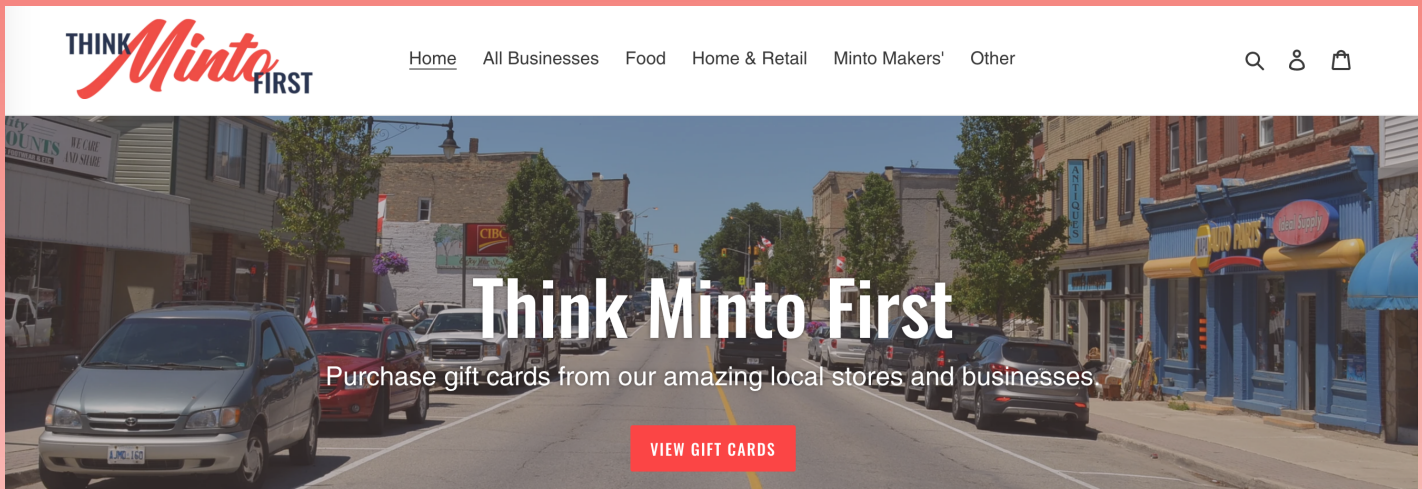 THINK Minto FIRST
Home All Businesses Food Home & Retail Minto Makers' Other
OUNTS
WE CARE
AND SHARE
ANTIQUES
CIBC
NAPA AUTO PARTS
Ideal Supply
Think Minto First
Purchase gift cards from our amazing local stores and businesses.
VIEW GIFT CARDS